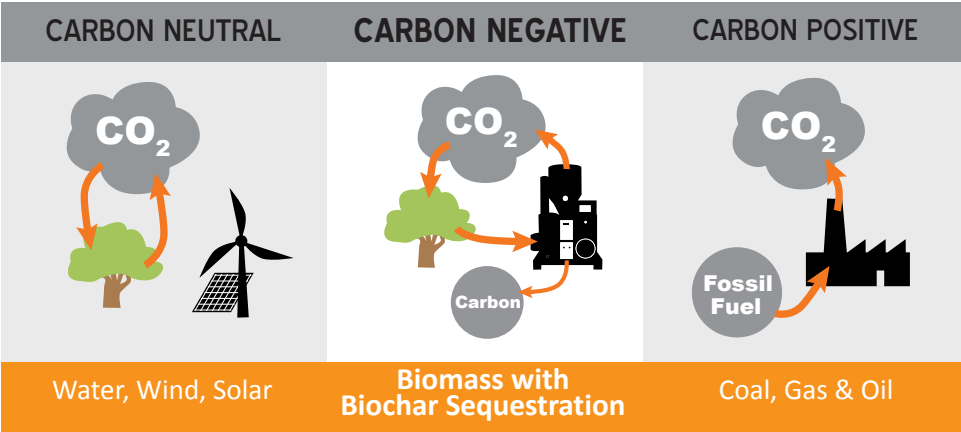 CARBON NEUTRAL
CARBON NEGATIVE
CARBON POSITIVE
CO₂
CO₂
Carbon
CO₂
Fossil
Fuel
Water, Wind, Solar
Biomass with
Biochar Sequestration
Coal, Gas & Oil